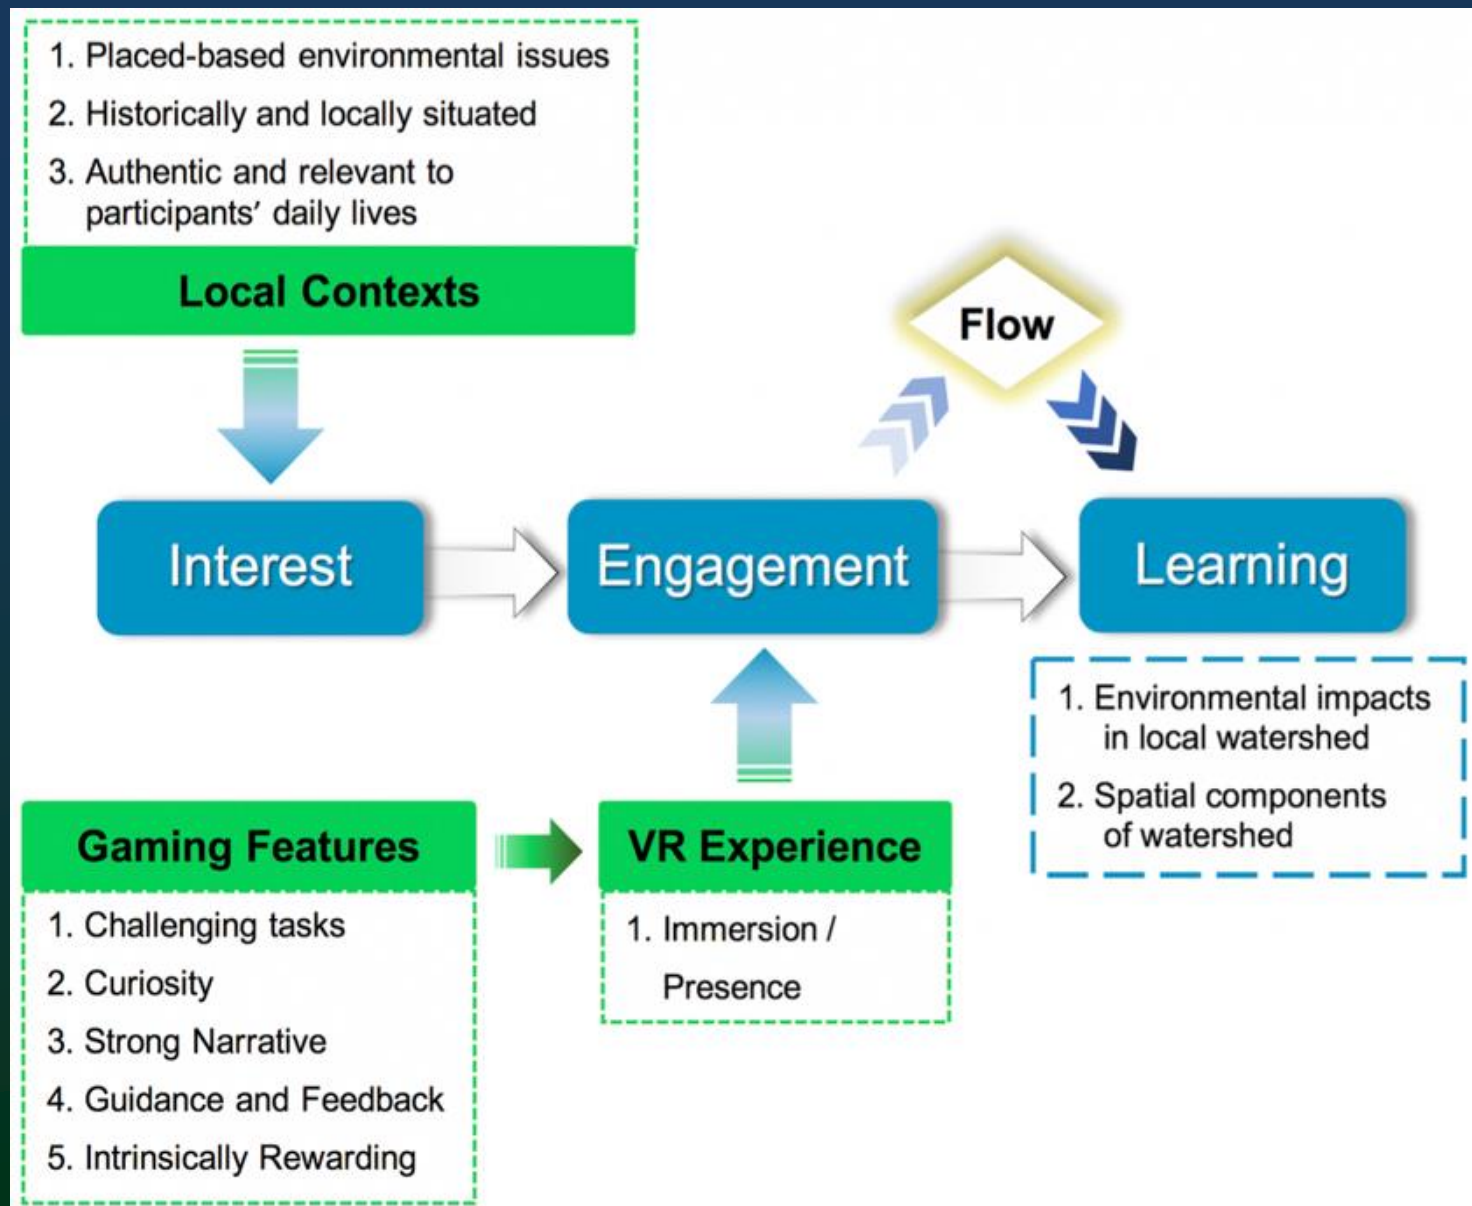 1. Placed-based environmental issues
2. Historically and locally situated
3. Authentic and relevant to
participants’ daily lives
Local Contexts
Flow
Interest
Engagement
Learning
1. Environmental impacts
in local watershed
2. Spatial components
of watershed
Gaming Features
1. Challenging tasks
2. Curiosity
3. Strong Narrative
4. Guidance and Feedback
5. Intrinsically Rewarding
VR Experience
1. Immersion /
Presence